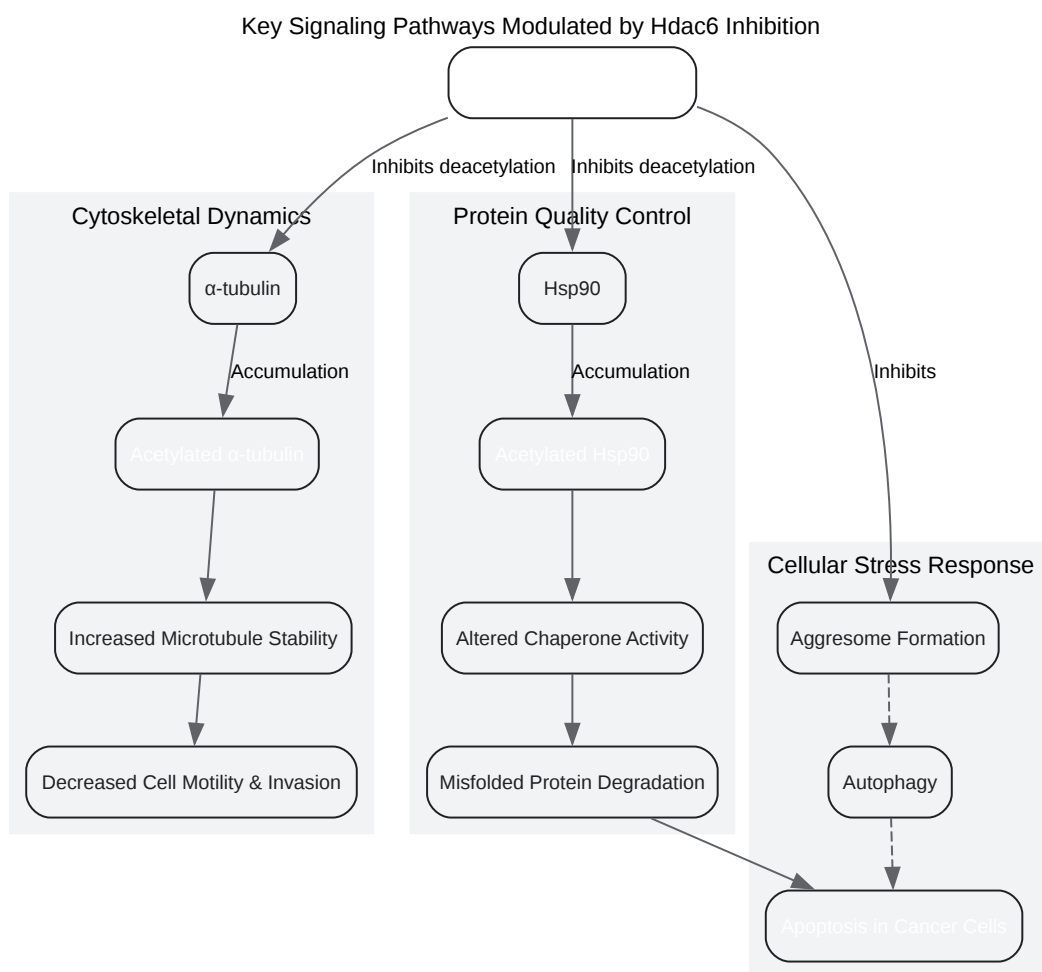 Key Signaling Pathways Modulated by Hdac6 Inhibition
Inhibits deacetylation
Inhibits deacetylation
Cytoskeletal Dynamics
Protein Quality Control
α-tubulin
Hsp90
Accumulation
Accumulation
Inhibits
Acetylated α-tubulin
Acetylated Hsp90
Cellular Stress Response
Increased Microtubule Stability
Altered Chaperone Activity
Aggresome Formation
Decreased Cell Motility & Invasion
Misfolded Protein Degradation
Autophagy
Apoptosis in Cancer Cells